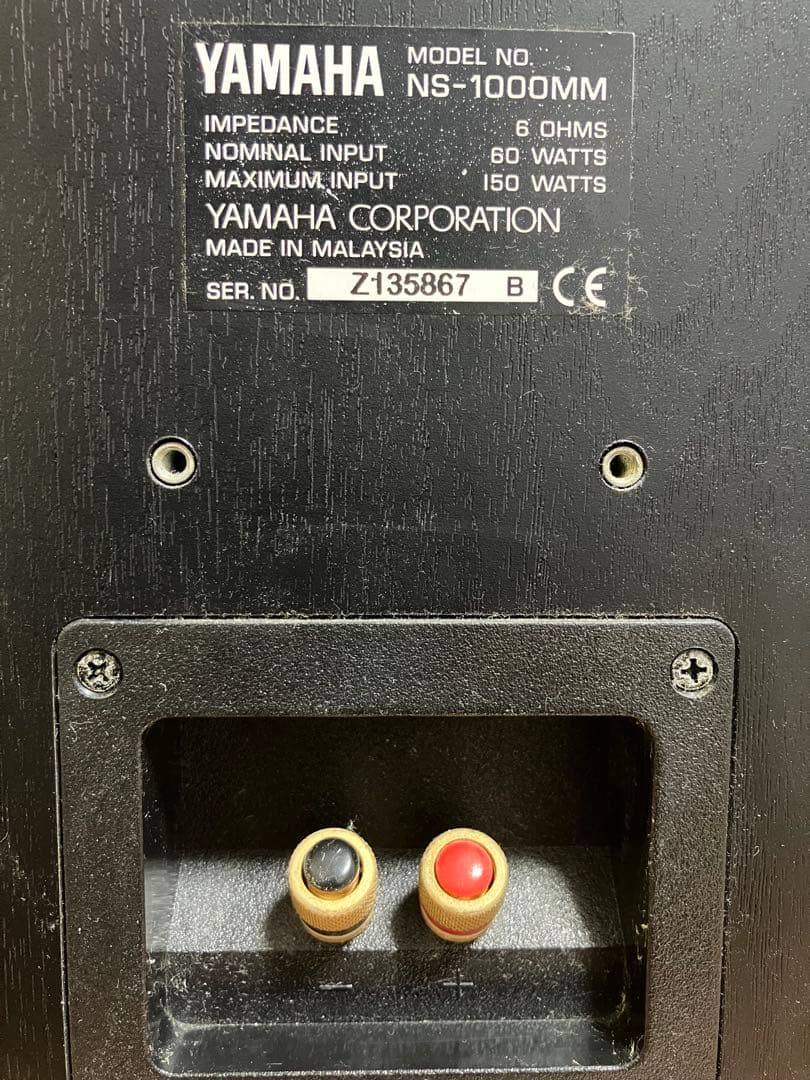 YAMAHA MODEL NO.
NS-1000MM
IMPEDANCE 6 OHMS
NOMINAL INPUT 60 WATTS
MAXIMUM INPUT 150 WATTS
YAMAHA CORPORATION
MADE IN MALAYSIA
SER. NO. Z135867 B CE
− +